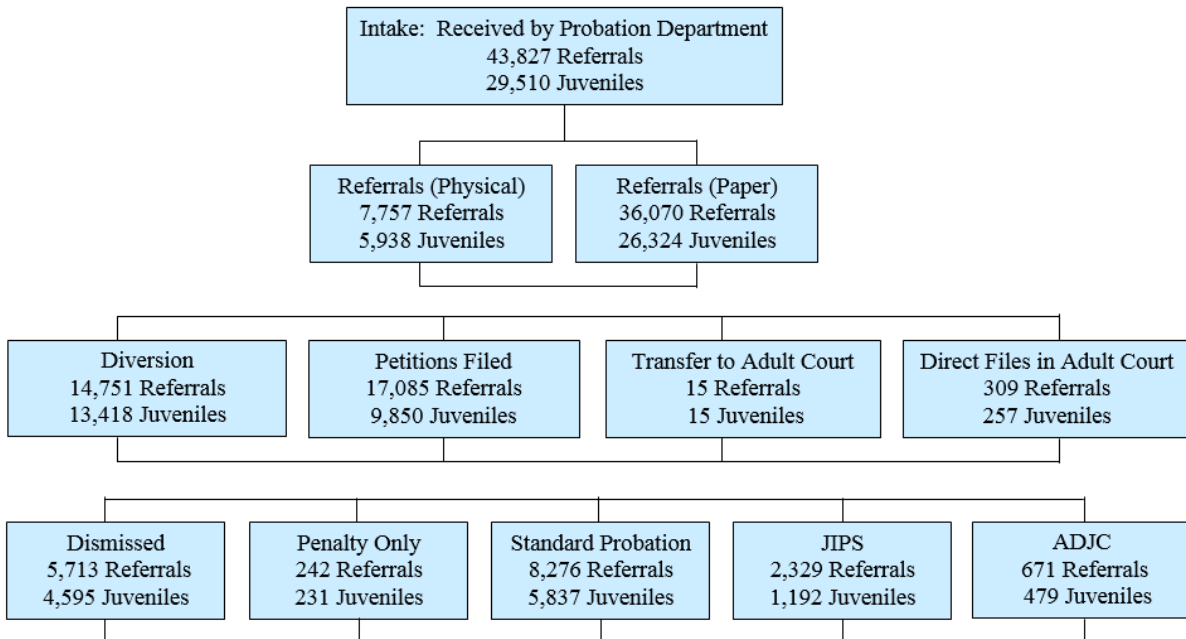 Intake: Received by Probation Department
43,827 Referrals
29,510 Juveniles
Referrals (Physical)
7,757 Referrals
5,938 Juveniles
Referrals (Paper)
36,070 Referrals
26,324 Juveniles
Diversion
14,751 Referrals
13,418 Juveniles
Petitions Filed
17,085 Referrals
9,850 Juveniles
Transfer to Adult Court
15 Referrals
15 Juveniles
Direct Files in Adult Court
309 Referrals
257 Juveniles
Dismissed
5,713 Referrals
4,595 Juveniles
Penalty Only
242 Referrals
231 Juveniles
Standard Probation
8,276 Referrals
5,837 Juveniles
JIPS
2,329 Referrals
1,192 Juveniles
ADJC
671 Referrals
479 Juveniles